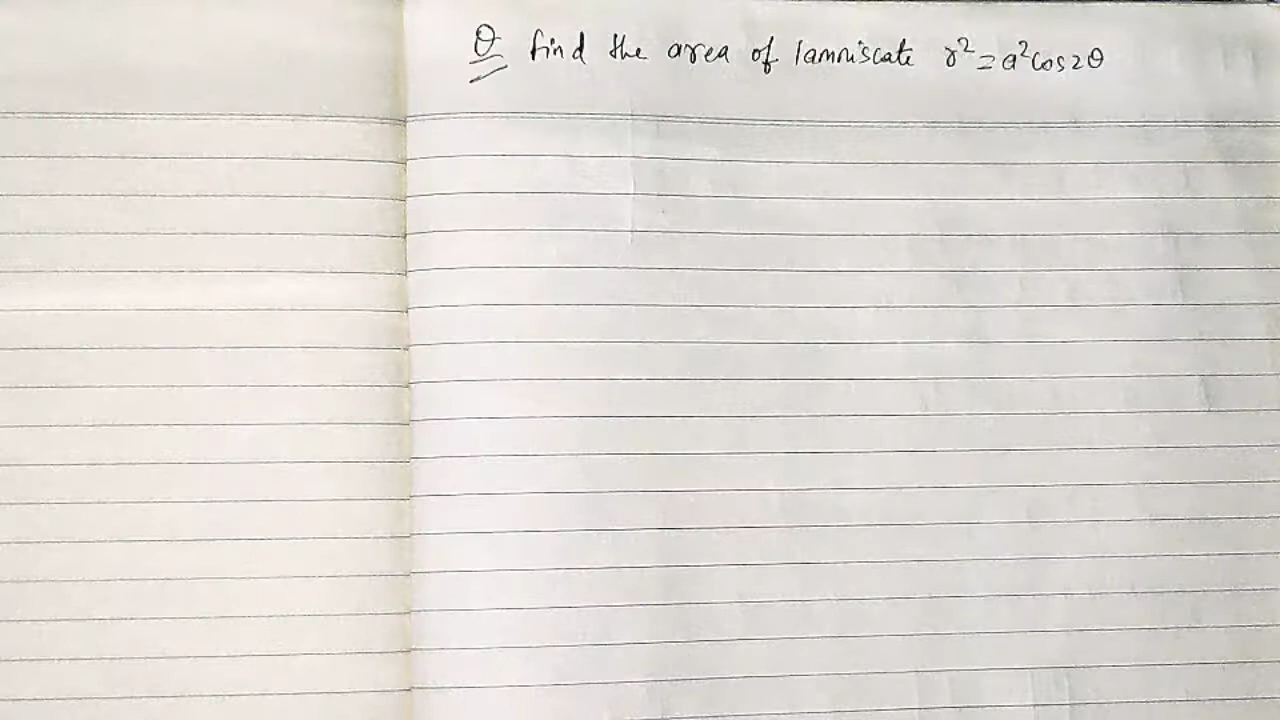 Q find the area of lamniscate r²=a²cos2θ